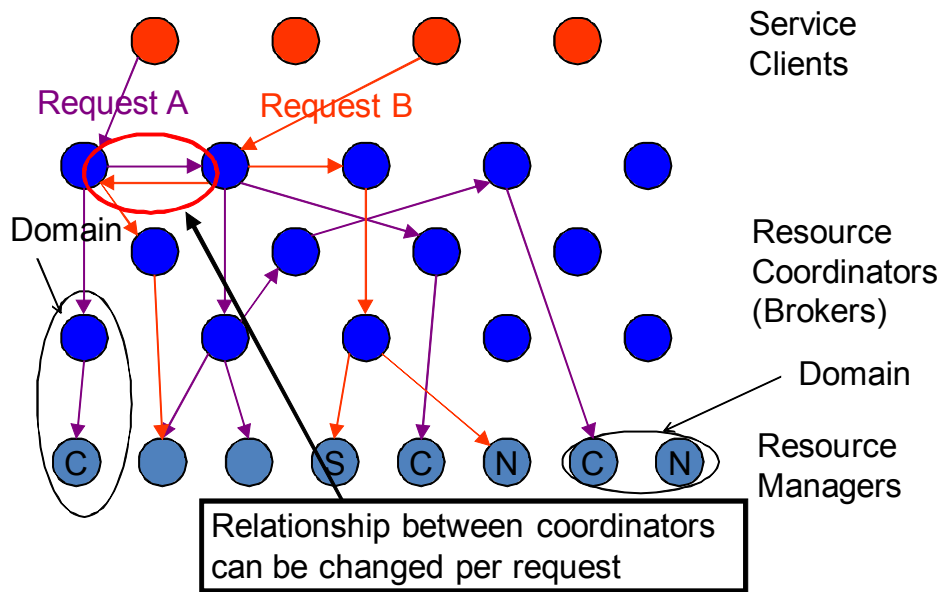 Service
Clients
Request A
Request B
Domain
Resource
Coordinators
(Brokers)
Domain
C
S
C
N
C
N
Resource
Managers
Relationship between coordinators
can be changed per request